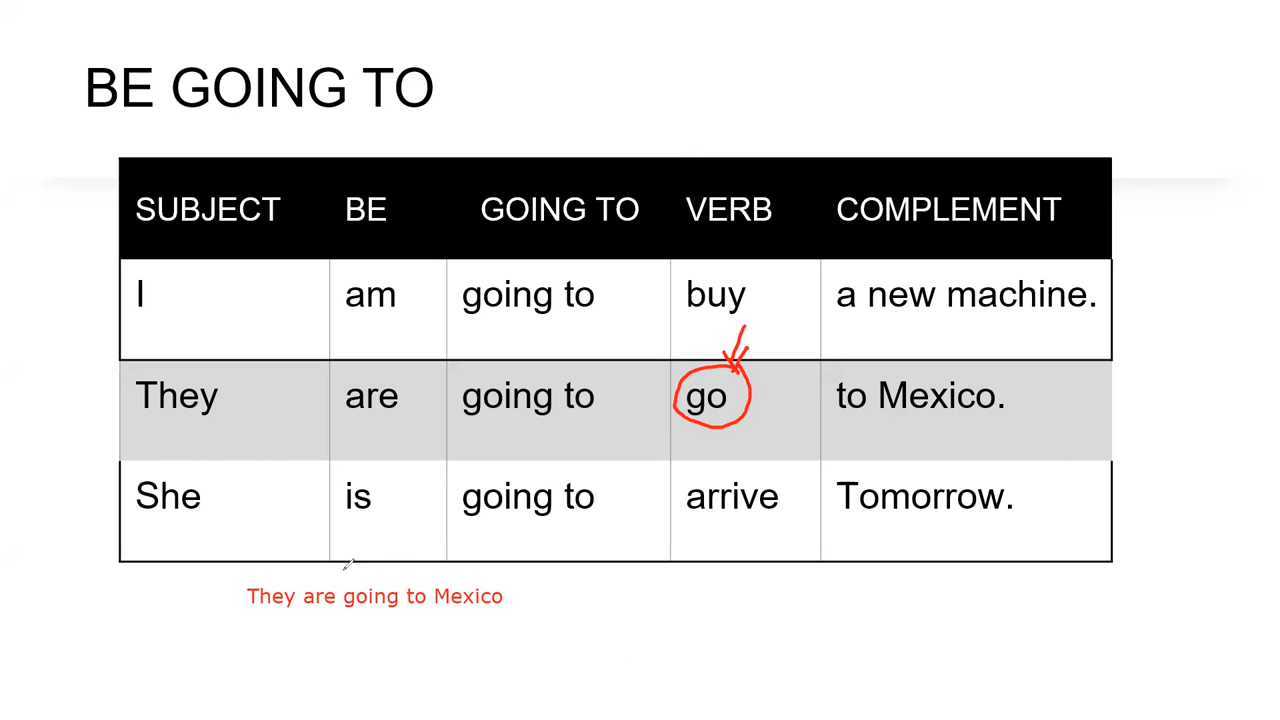 BE GOING TO
SUBJECT BE GOING TO VERB COMPLEMENT
I am going to buy a new machine.
They are going to go to Mexico.
She is going to arrive Tomorrow.
They are going to Mexico